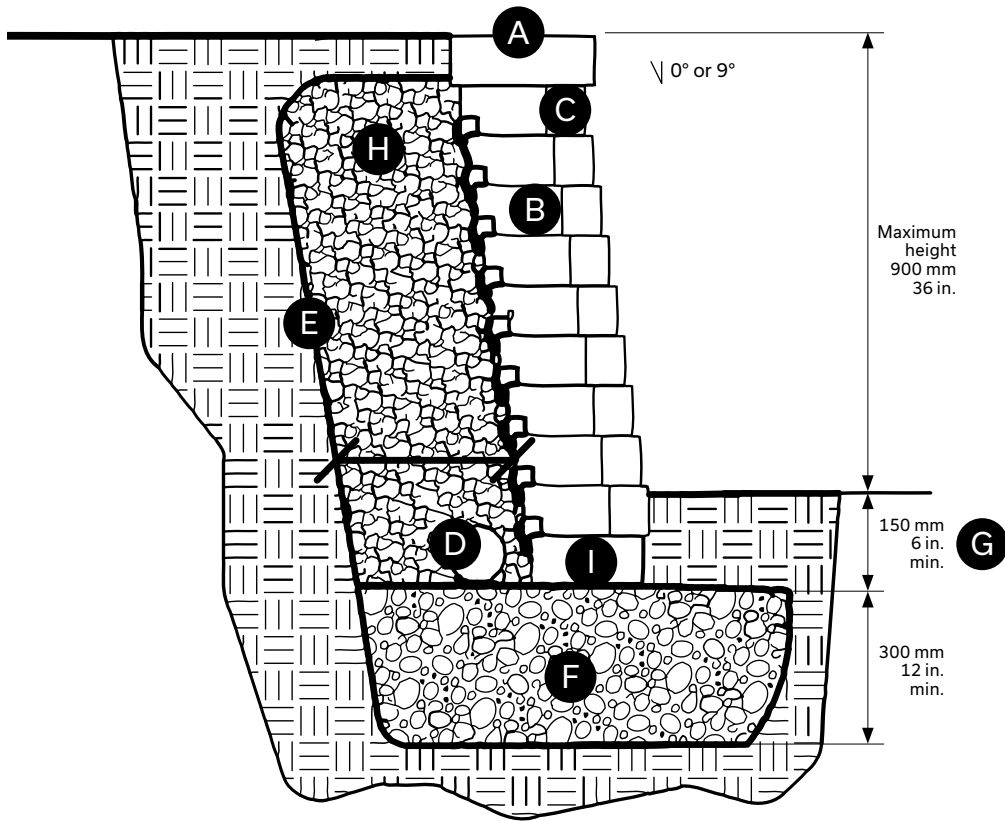 A
0° or 9°
C
H
B
Maximum
height
900 mm
36 in.
E
150 mm
6 in.
min.
G
D
I
300 mm
12 in.
min.
F